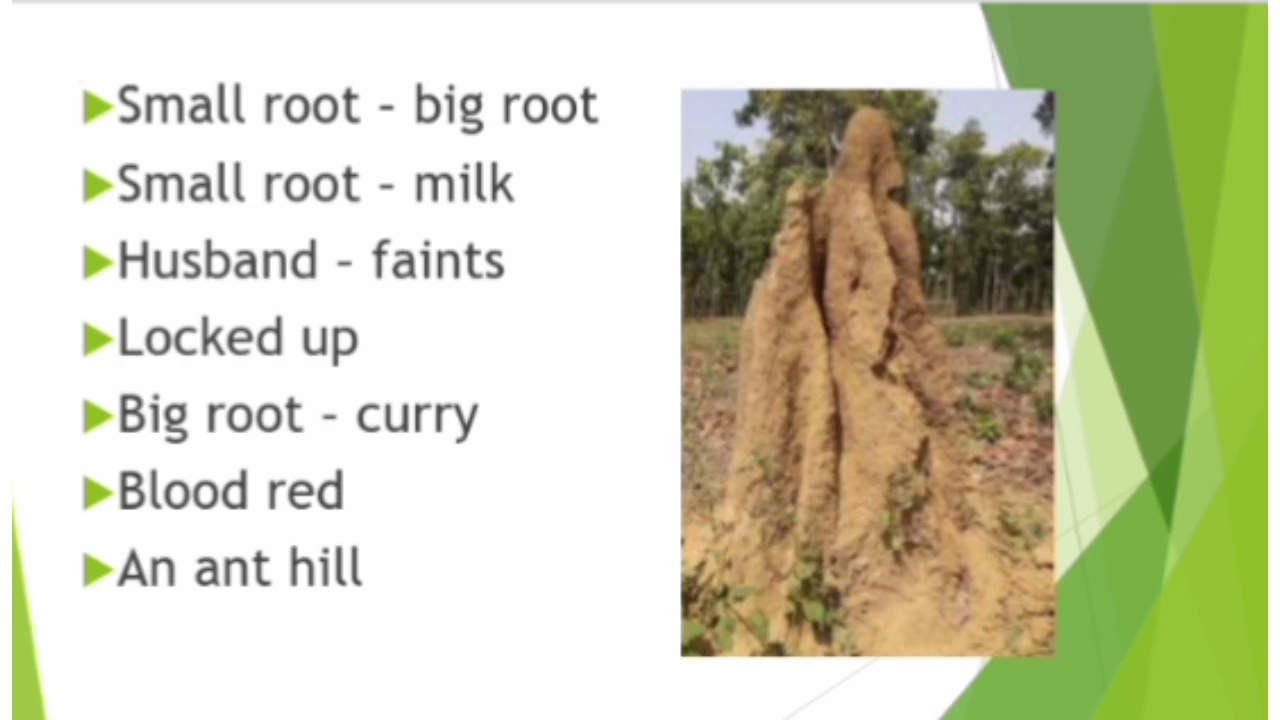 Small root – big root
Small root – milk
Husband – faints
Locked up
Big root – curry
Blood red
An ant hill